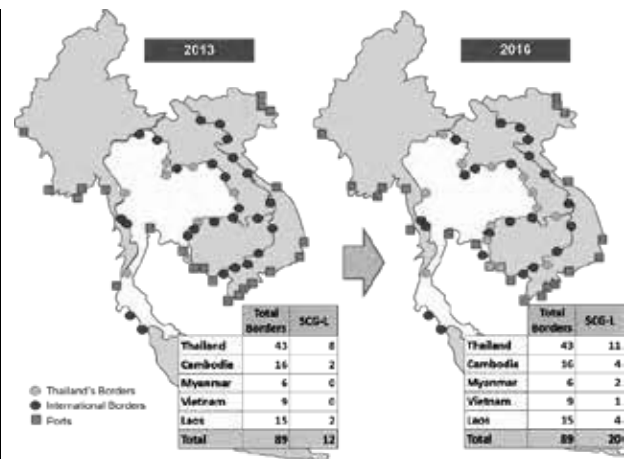 2013
2016
Total Borders SCG-L
Thailand 43 8
Cambodia 16 2
Myanmar 6 0
Vietnam 9 0
Laos 15 2
Total 89 12
Total Borders SCG-L
Thailand 43 11
Cambodia 16 4
Myanmar 6 2
Vietnam 9 1
Laos 15 4
Total 89 20
Thailand's Borders
International Borders
Ports